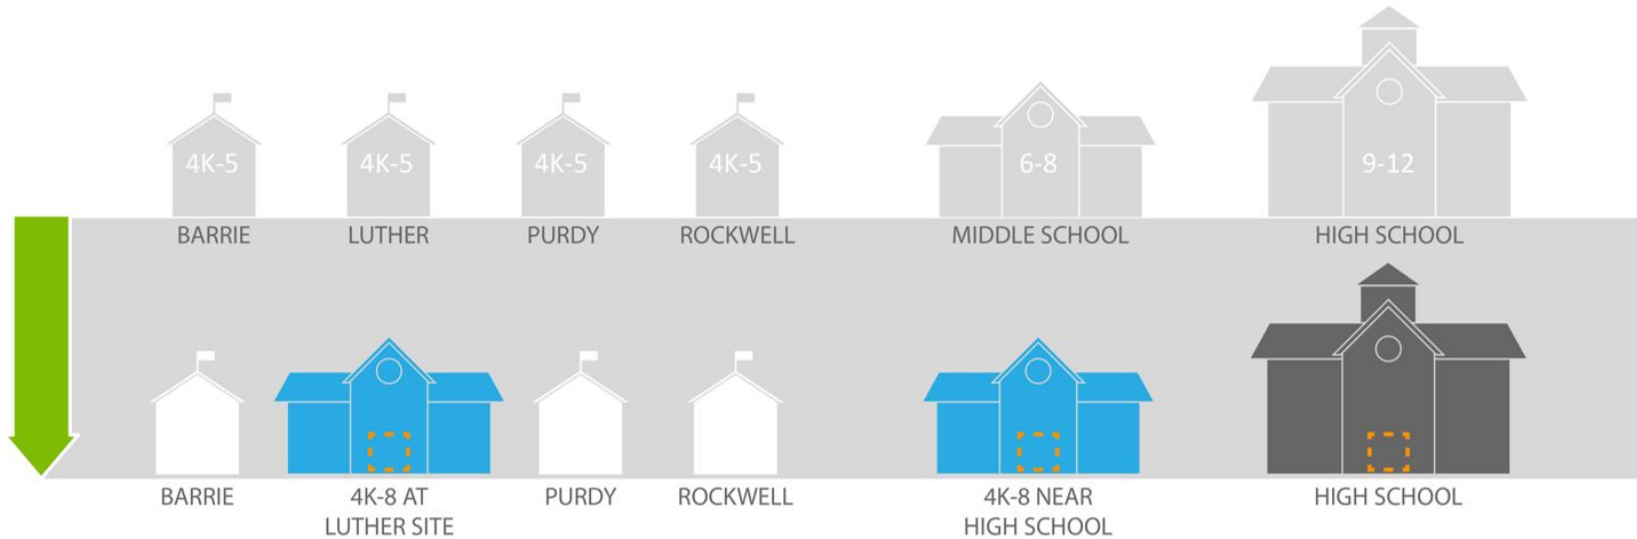 4K-5
4K-5
4K-5
4K-5
6-8
9-12
BARRIE
LUTHER
PURDY
ROCKWELL
MIDDLE SCHOOL
HIGH SCHOOL
BARRIE
4K-8 AT
LUTHER SITE
PURDY
ROCKWELL
4K-8 NEAR
HIGH SCHOOL
HIGH SCHOOL